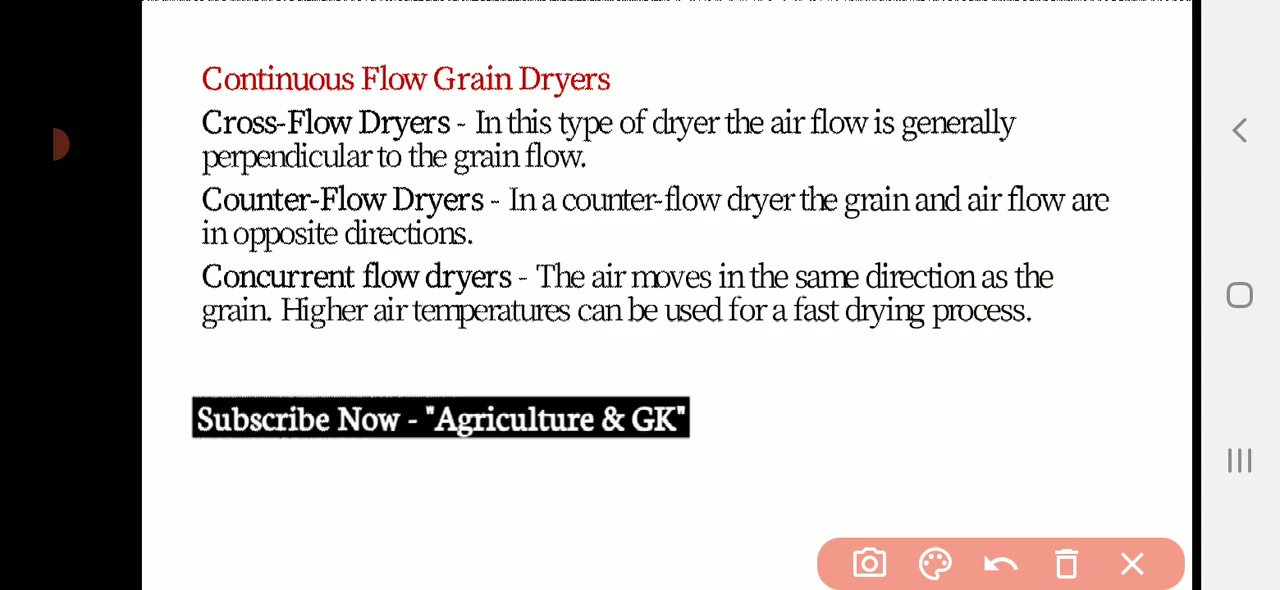 Continuous Flow Grain Dryers
Cross-Flow Dryers - In this type of dryer the air flow is generally
perpendicular to the grain flow.
Counter-Flow Dryers - In a counter-flow dryer the grain and air flow are
in opposite directions.
Concurrent flow dryers - The air moves in the same direction as the
grain. Higher air temperatures can be used for a fast drying process.
Subscribe Now - "Agriculture & GK"